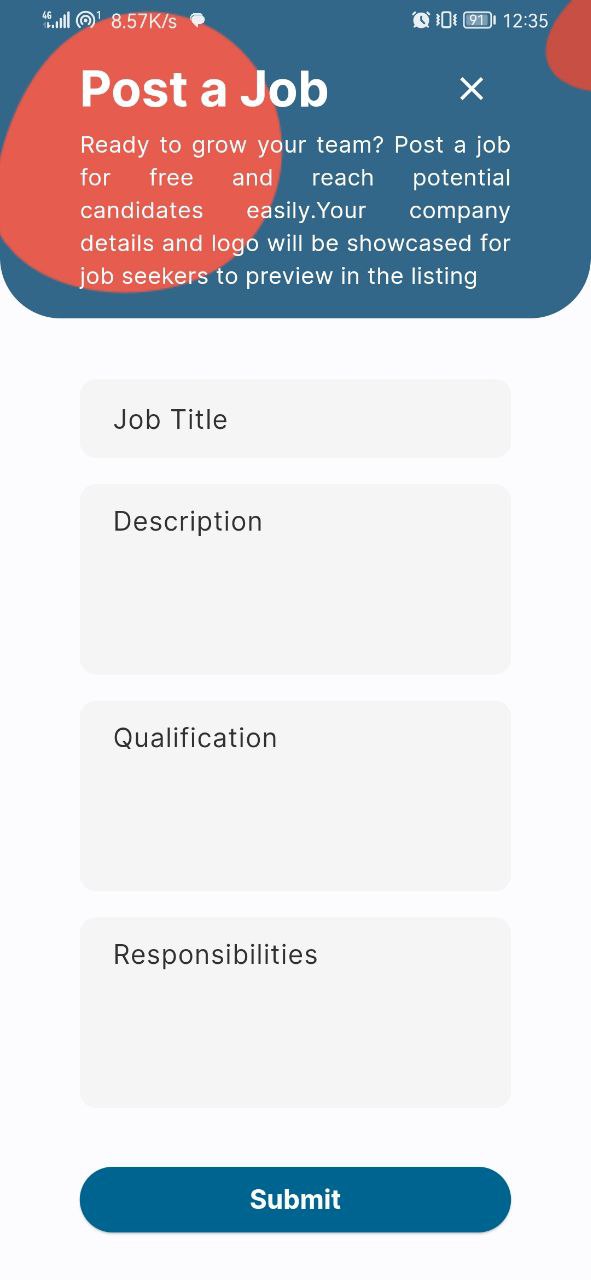 46 1 8.57K/s 91 12:35
Post a Job
Ready to grow your team? Post a job
for free and reach potential
candidates easily.Your company
details and logo will be showcased for
job seekers to preview in the listing
Job Title
Description
Qualification
Responsibilities
Submit